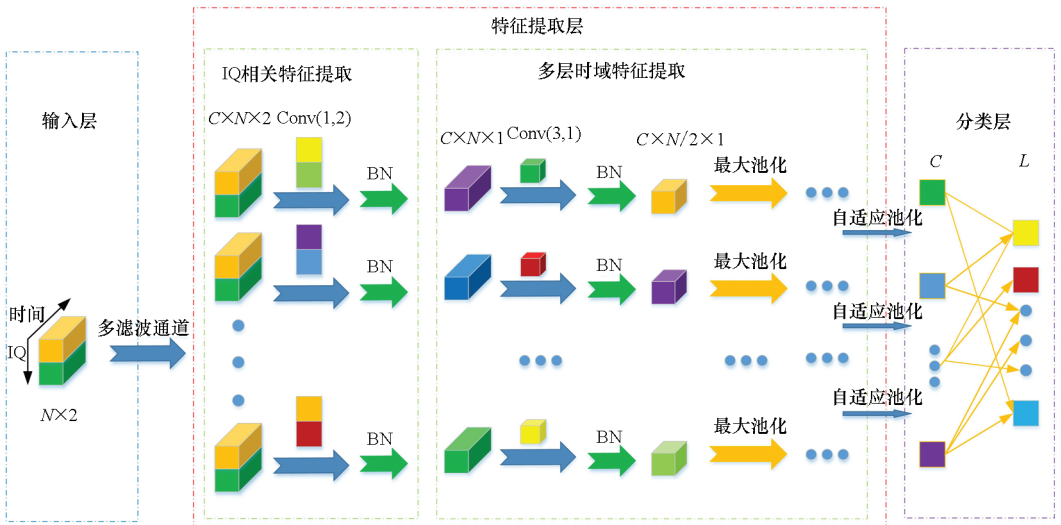 特征提取层
输入层
时间
IQ
N×2
多滤波通道
IQ相关特征提取
C×N×2 Conv(1,2)
BN
BN
BN
多层时域特征提取
C×N×1 Conv(3,1) C×N/2×1
BN 最大池化
BN 最大池化
BN 最大池化
自适应池化
自适应池化
自适应池化
分类层
C L